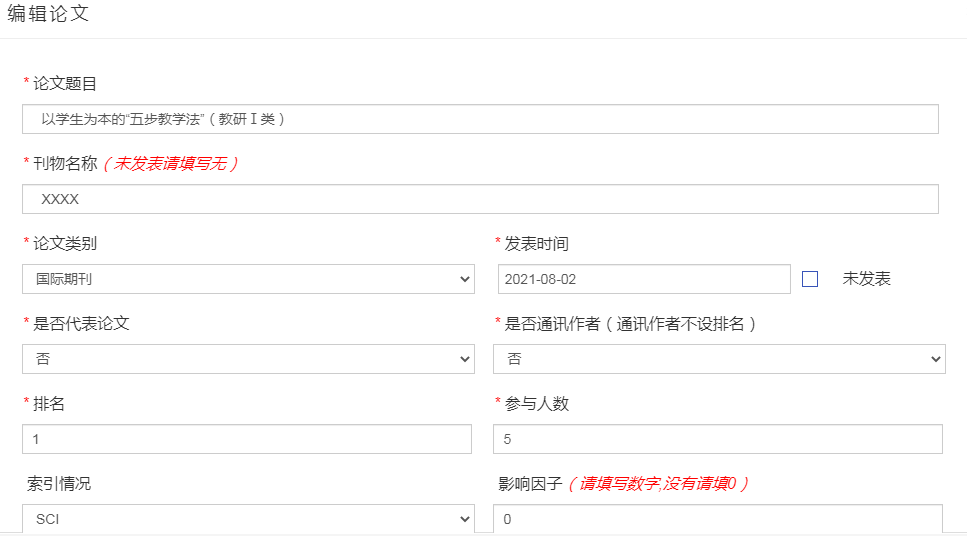 编辑论文
* 论文题目
以学生为本的“五步教学法”（教研Ⅰ类）
* 刊物名称（未发表请填写无）
XXXX
* 论文类别
* 发表时间
国际期刊
2021-08-02
未发表
* 是否代表论文
* 是否通讯作者（通讯作者不设排名）
否
否
* 排名
* 参与人数
1
5
索引情况
影响因子（请填写数字,没有请填0）
SCI
0